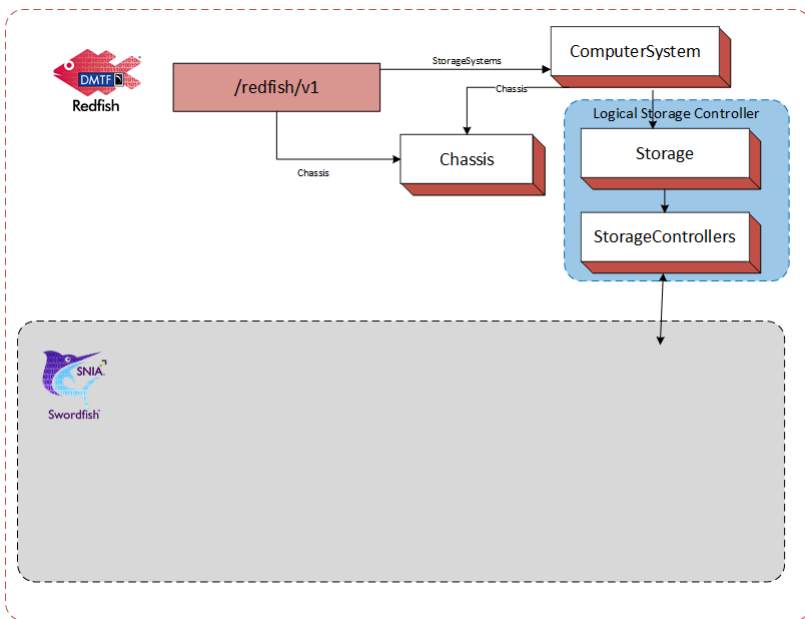 ComputerSystem
StorageSystems
DMTF
Redfish
/redfish/v1
Chassis
Logical Storage Controller
Storage
Chassis
Chassis
StorageControllers
SNIA
Swordfish